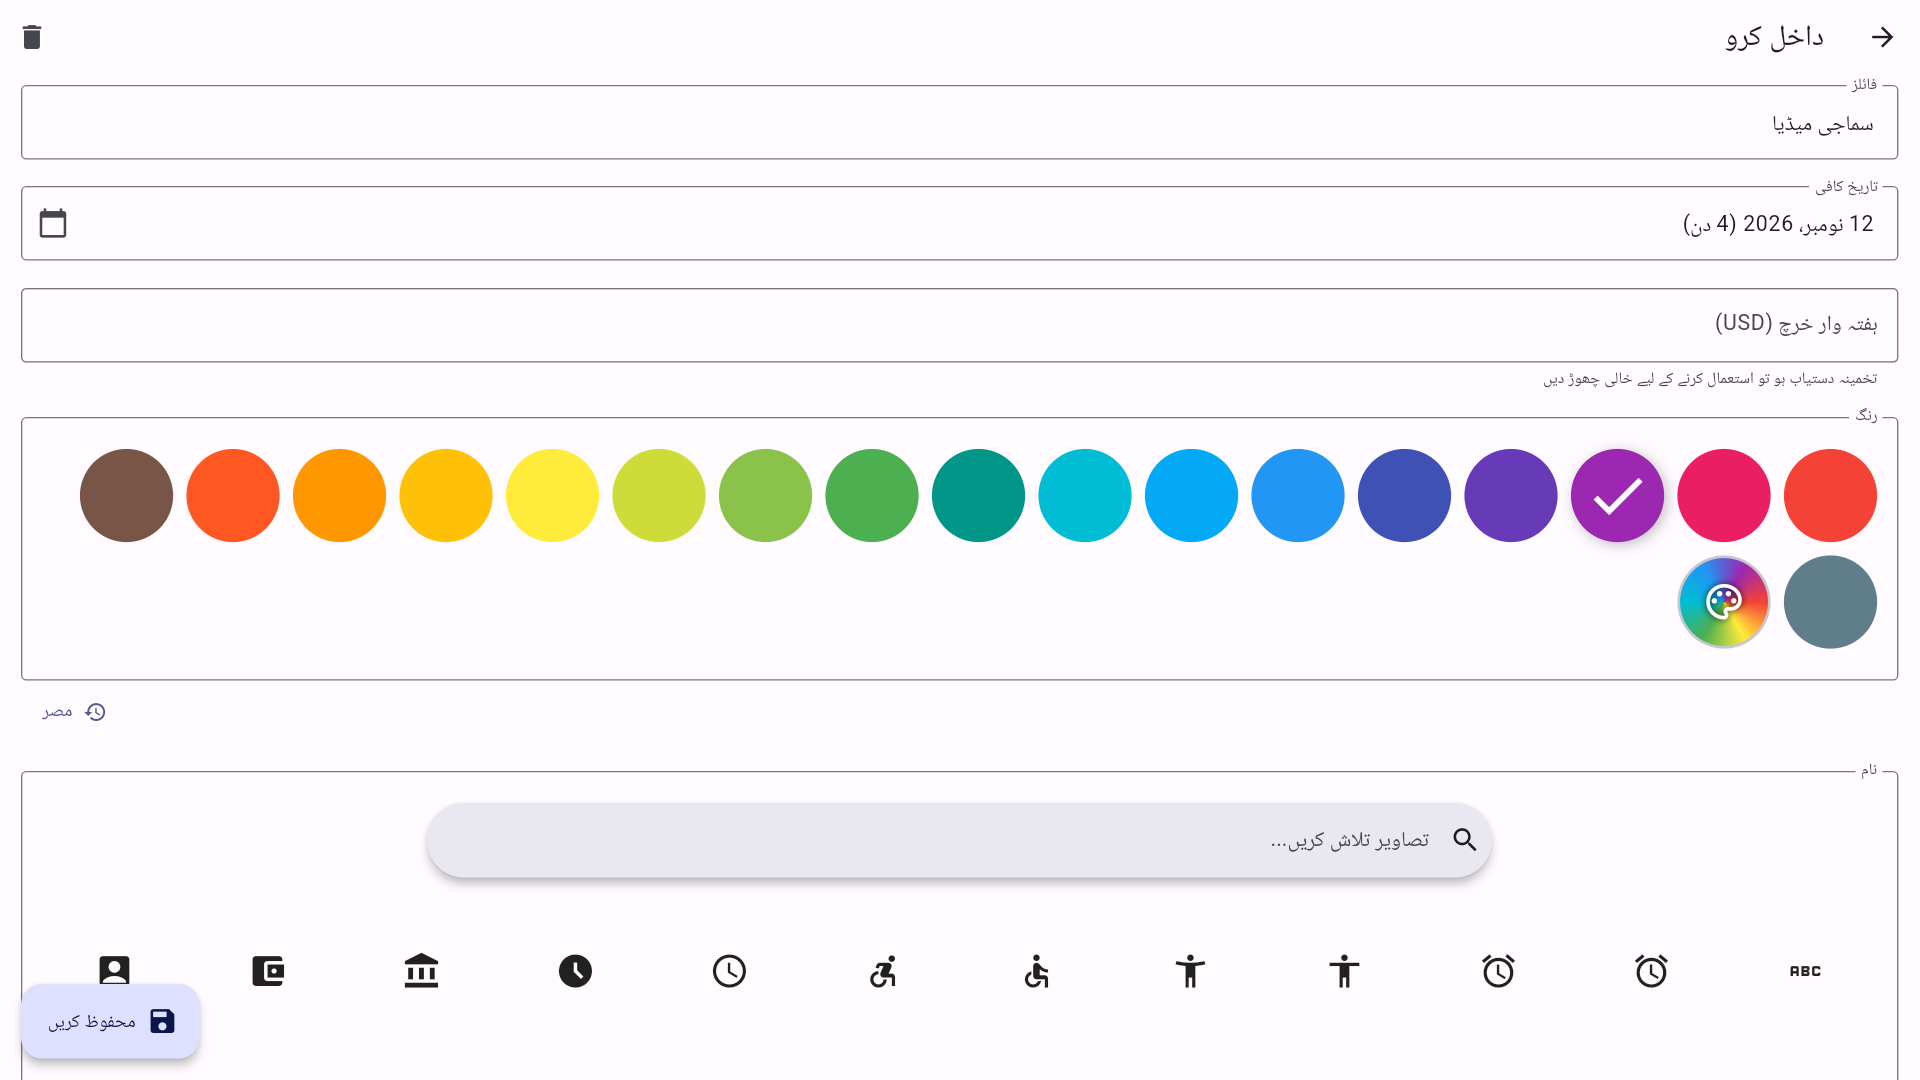 داخل کرو
فائلز
سماجی میڈیا
تاریخ کافی
12 نومبر، 2026 (4 دن)
ہفتہ وار خرچ (USD)
تخمینہ دستیاب ہو تو استعمال کرنے کے لیے خالی چھوڑ دیں
رنگ
مصر
نام
تصاویر تلاش کریں...
ABC
محفوظ کریں